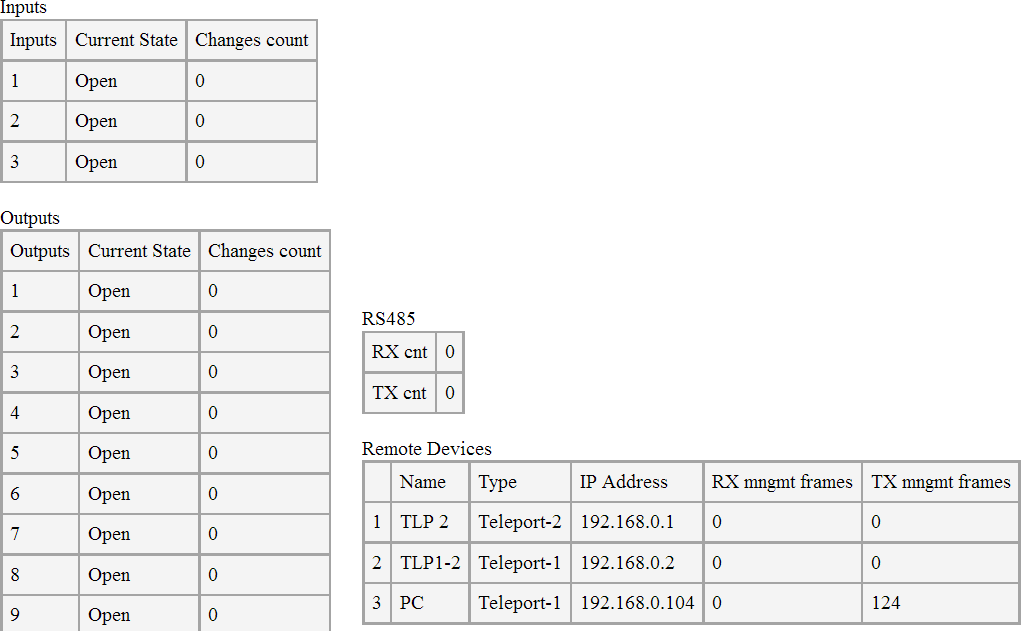 Inputs
Inputs Current State Changes count
1 Open 0
2 Open 0
3 Open 0
Outputs
Outputs Current State Changes count
1 Open 0
2 Open 0
3 Open 0
4 Open 0
5 Open 0
6 Open 0
7 Open 0
8 Open 0
9 Open 0
RS485
RX cnt 0
TX cnt 0
Remote Devices
Name Type IP Address RX mngmt frames TX mngmt frames
1 TLP 2 Teleport-2 192.168.0.1 0 0
2 TLP1-2 Teleport-1 192.168.0.2 0 0
3 PC Teleport-1 192.168.0.104 0 124